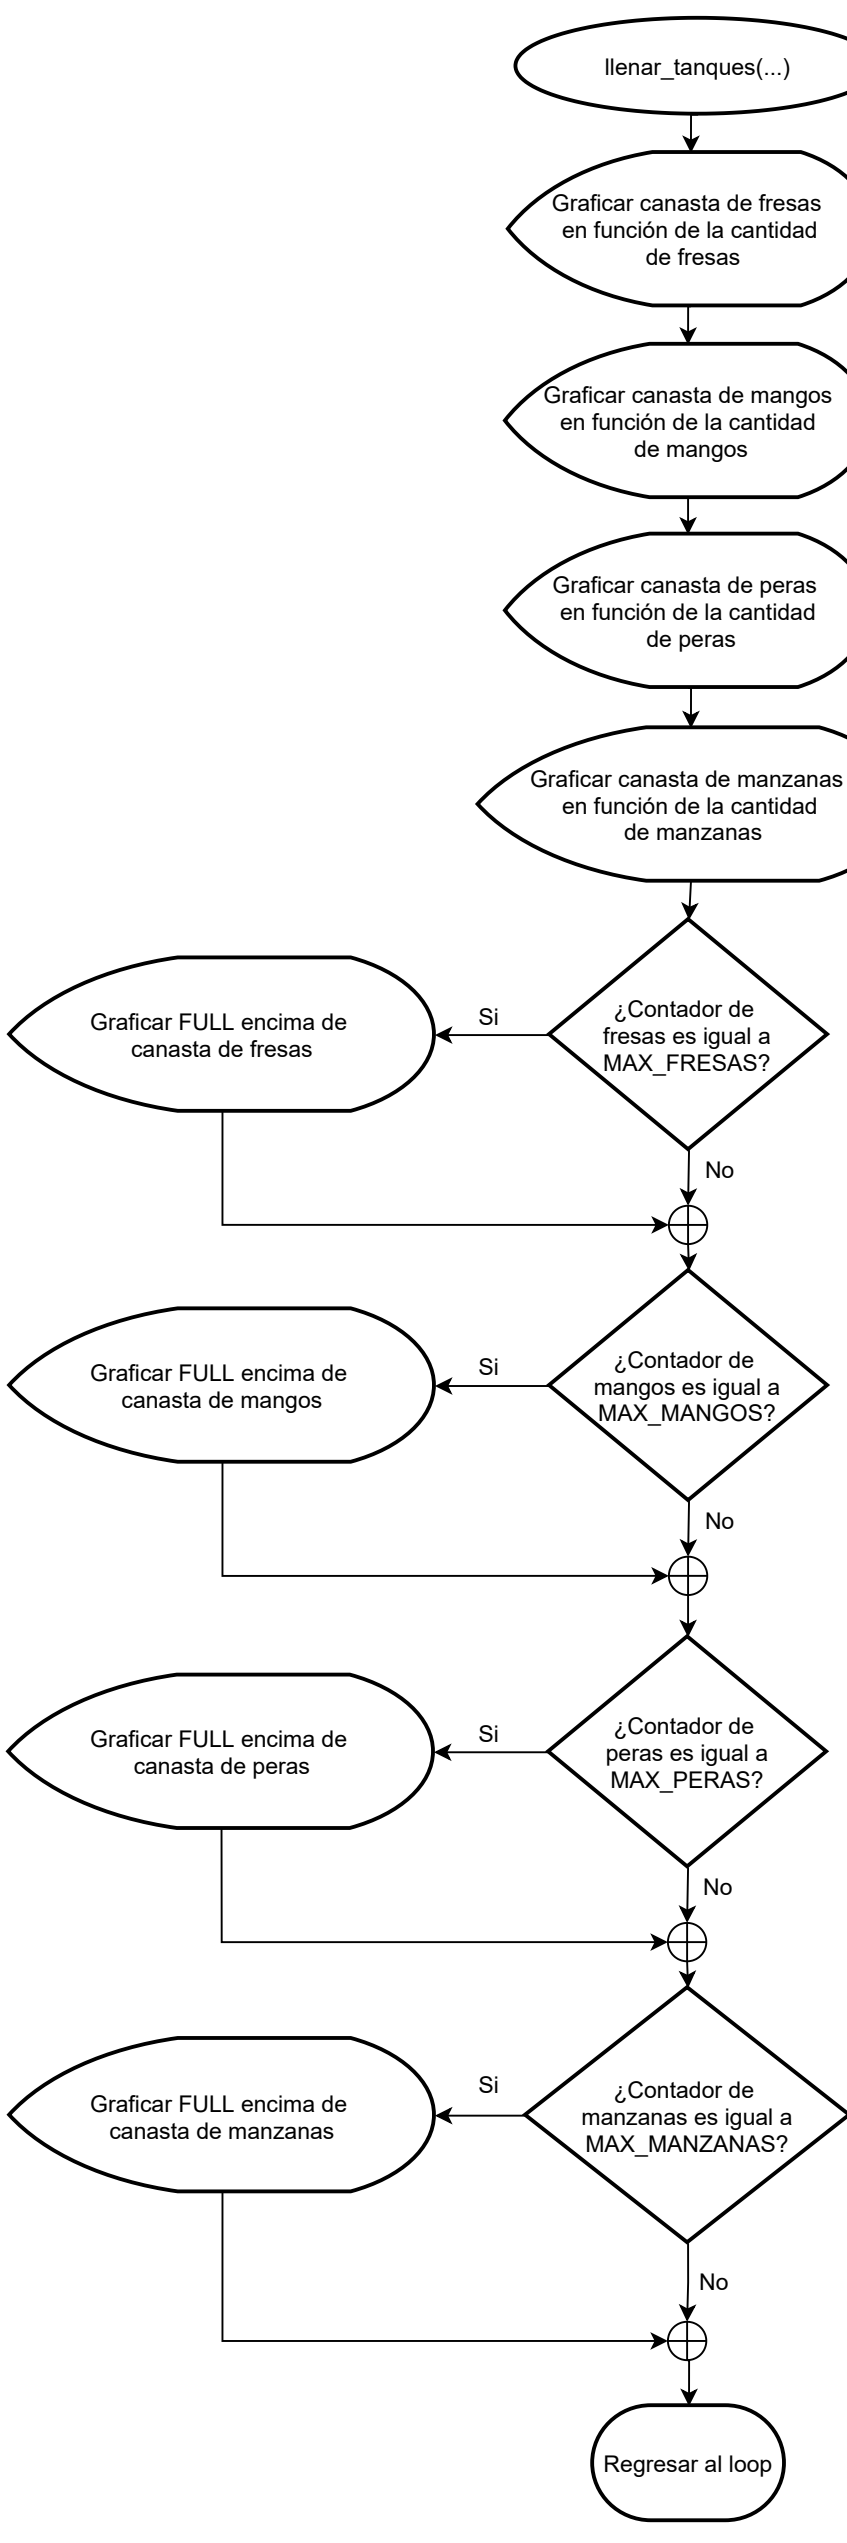 llenar_tanques(...)
Graficar canasta de fresas
en función de la cantidad
de fresas
Graficar canasta de mangos
en función de la cantidad
de mangos
Graficar canasta de peras
en función de la cantidad
de peras
Graficar canasta de manzanas
en función de la cantidad
de manzanas
¿Contador de
fresas es igual a
MAX_FRESAS?
Si
Graficar FULL encima de
canasta de fresas
No
¿Contador de
mangos es igual a
MAX_MANGOS?
Si
Graficar FULL encima de
canasta de mangos
No
¿Contador de
peras es igual a
MAX_PERAS?
Si
Graficar FULL encima de
canasta de peras
No
¿Contador de
manzanas es igual a
MAX_MANZANAS?
Si
Graficar FULL encima de
canasta de manzanas
No
Regresar al loop